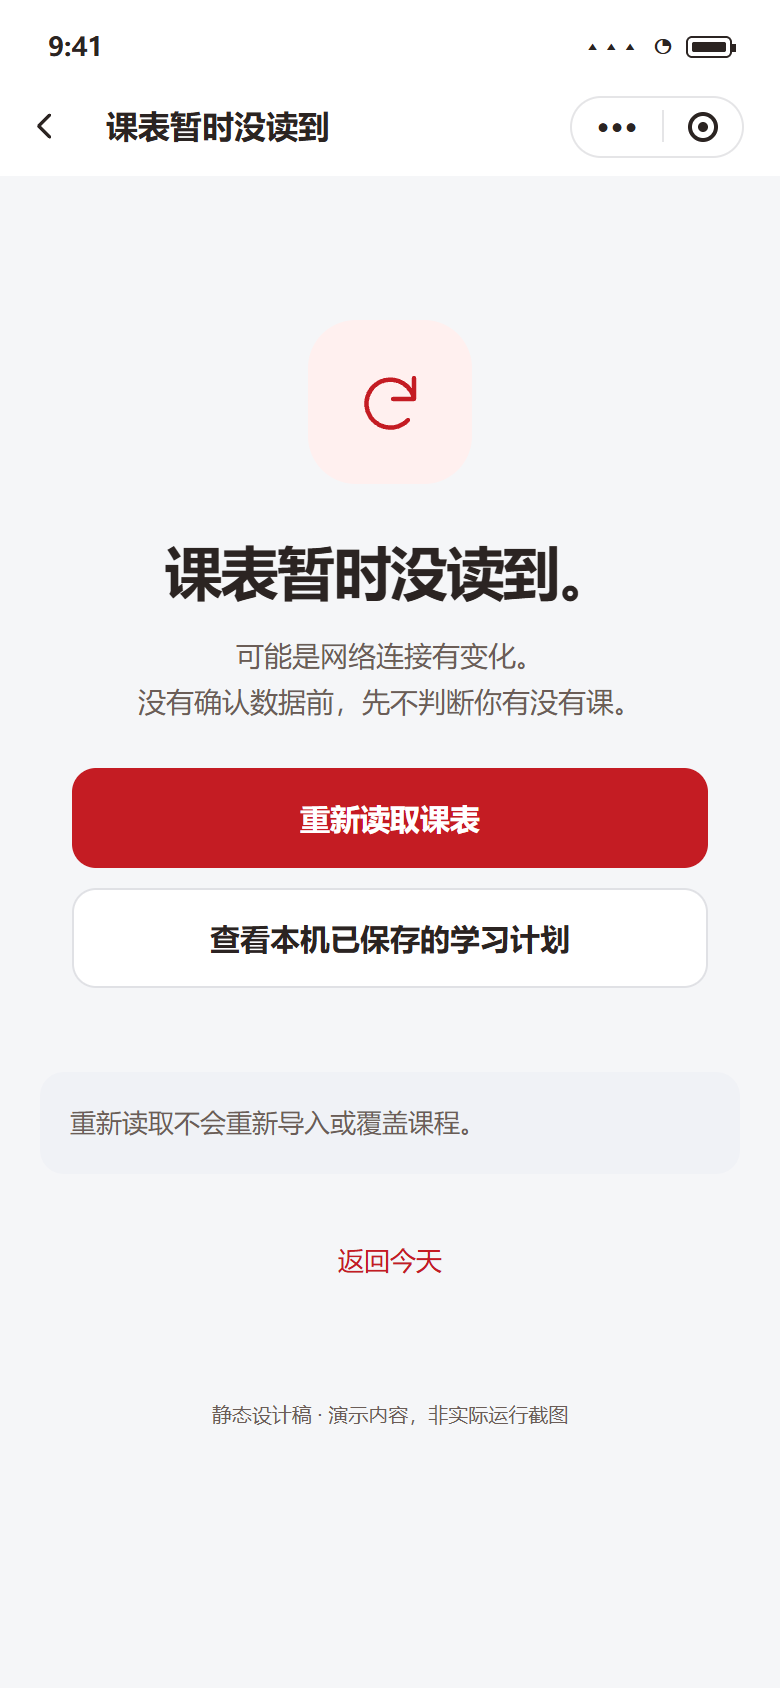 9:41
课表暂时没读到
课表暂时没读到。
可能是网络连接有变化。
没有确认数据前，先不判断你有没有课。
重新读取课表
查看本机已保存的学习计划
重新读取不会重新导入或覆盖课程。
返回今天
静态设计稿 · 演示内容，非实际运行截图